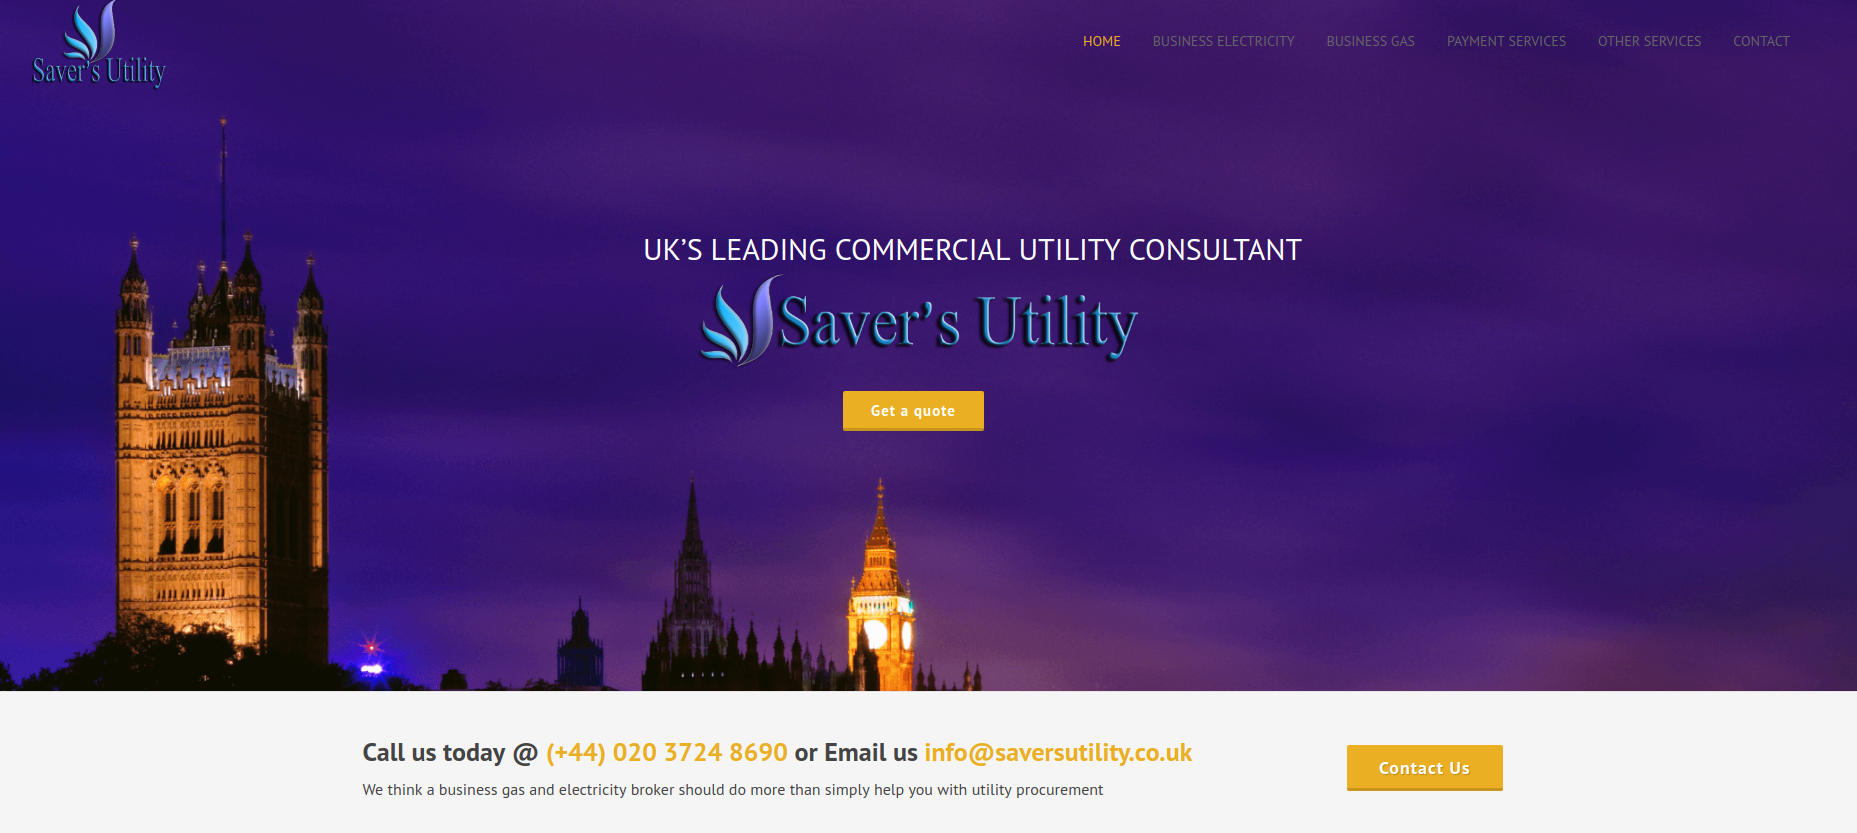 Saver's Utility
HOME BUSINESS ELECTRICITY BUSINESS GAS PAYMENT SERVICES OTHER SERVICES CONTACT
UK’S LEADING COMMERCIAL UTILITY CONSULTANT
Saver's Utility
Get a quote
Call us today @ (+44) 020 3724 8690 or Email us info@saversutility.co.uk
Contact Us
We think a business gas and electricity broker should do more than simply help you with utility procurement